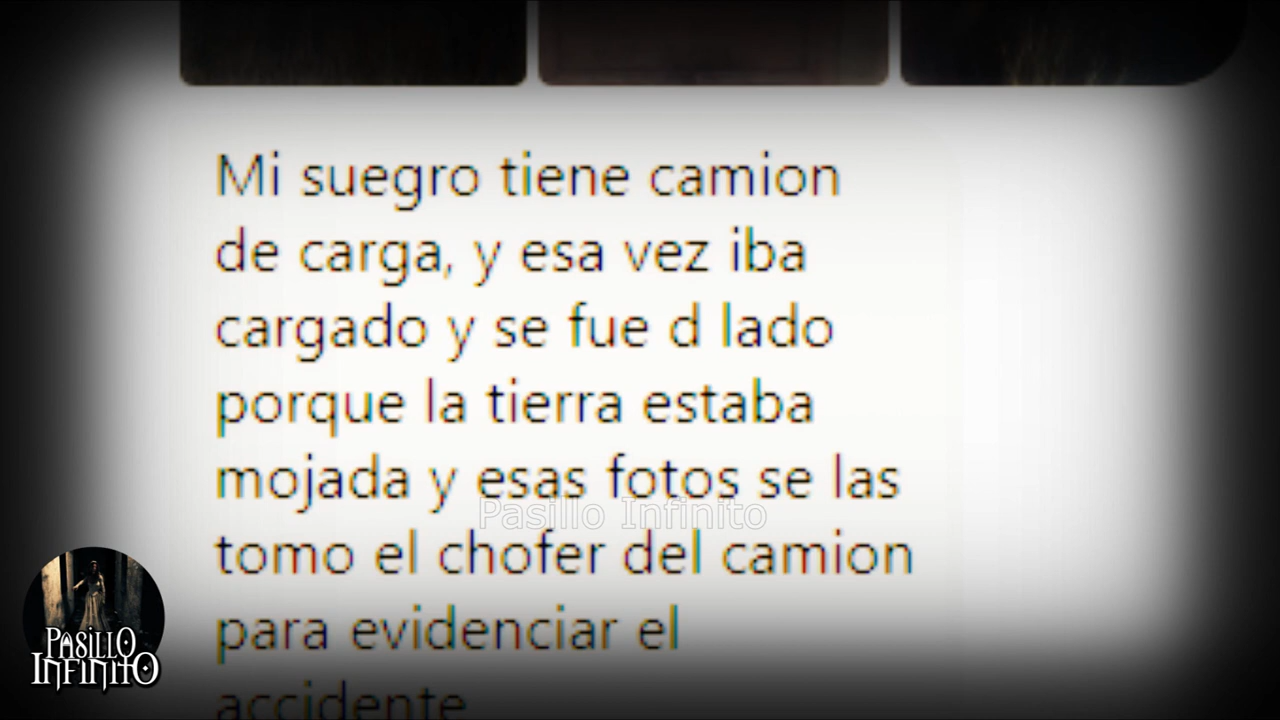 Mi suegro tiene camion
de carga, y esa vez iba
cargado y se fue d lado
porque la tierra estaba
mojada y esas fotos se las
Pasillo Infinito
tomo el chofer del camion
para evidenciar el
accidente
PASILLO
INFINITO